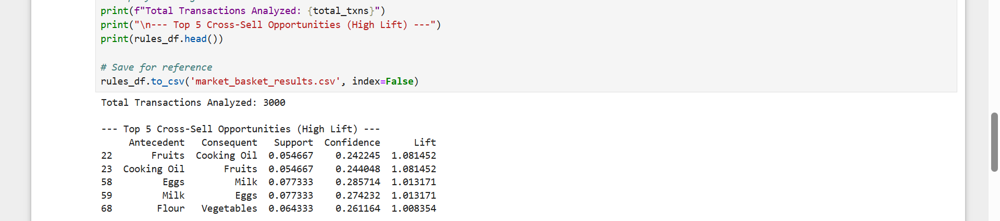 print(f"Total Transactions Analyzed: {total_txns}")
print("\n--- Top 5 Cross-Sell Opportunities (High Lift) ---")
print(rules_df.head())
# Save for reference
rules_df.to_csv('market_basket_results.csv', index=False)
Total Transactions Analyzed: 3000
--- Top 5 Cross-Sell Opportunities (High Lift) ---
Antecedent Consequent Support Confidence Lift
22 Fruits Cooking Oil 0.054667 0.242245 1.081452
23 Cooking Oil Fruits 0.054667 0.244048 1.081452
58 Eggs Milk 0.077333 0.285714 1.013171
59 Milk Eggs 0.077333 0.274232 1.013171
68 Flour Vegetables 0.064333 0.261164 1.008354